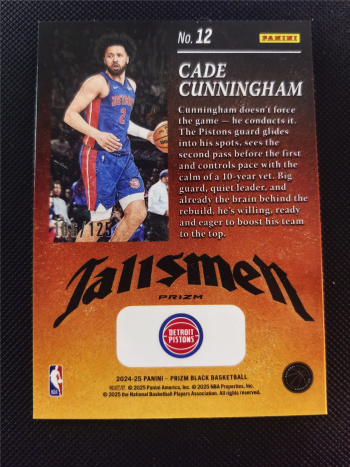 No. 12
PANINI
CADE
CUNNINGHAM
Cunningham doesn't force
the game — he conducts it.
The Pistons guard glides
into his spots, sees the
second pass before the first
and controls pace with the
calm of a 10-year vet. Big
guard, quiet leader, and
already the brain behind the
rebuild, he's willing, ready
and eager to boost his team
to the top.
DETROIT
2
/125
Talismen
PRIZM
DETROIT
PISTONS
2024-25 PANINI – PRIZM BLACK BASKETBALL
© 2025 Panini America, Inc. © 2025 NBA Properties, Inc.
© 2025 the National Basketball Players Association. All rights reserved.